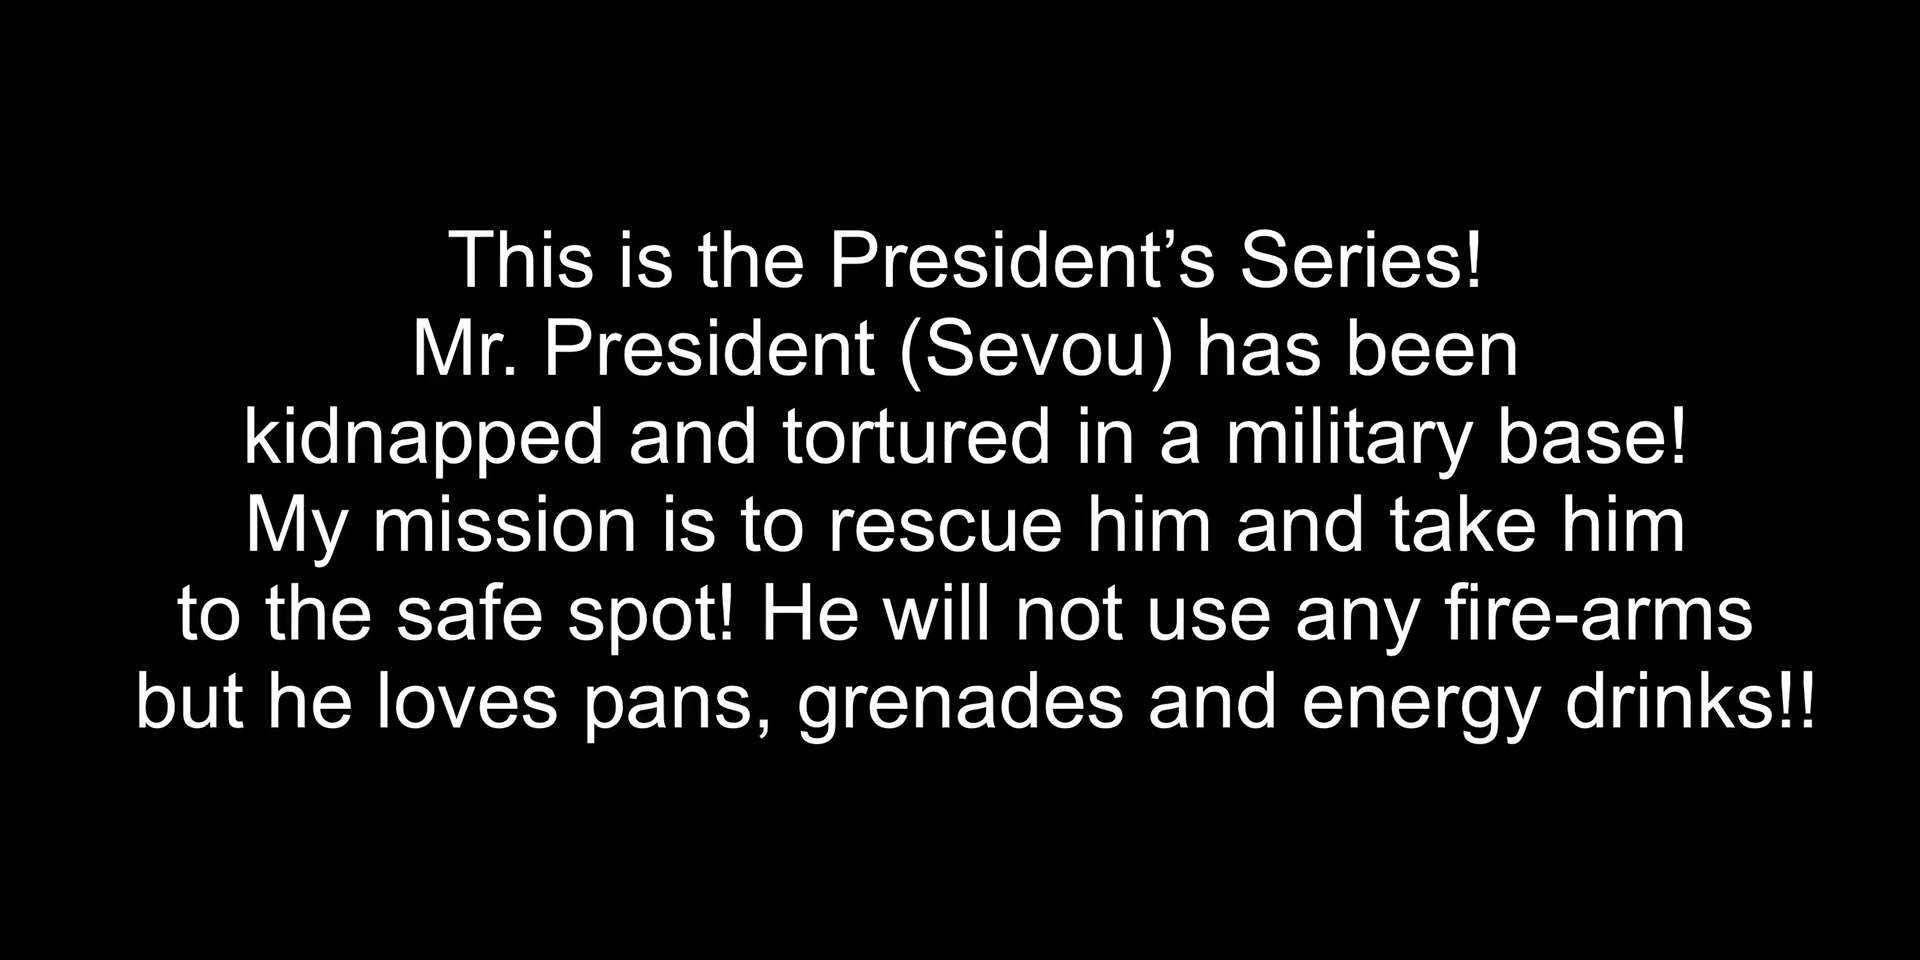 This is the President’s Series!
Mr. President (Sevou) has been
kidnapped and tortured in a military base!
My mission is to rescue him and take him
to the safe spot! He will not use any fire-arms
but he loves pans, grenades and energy drinks!!